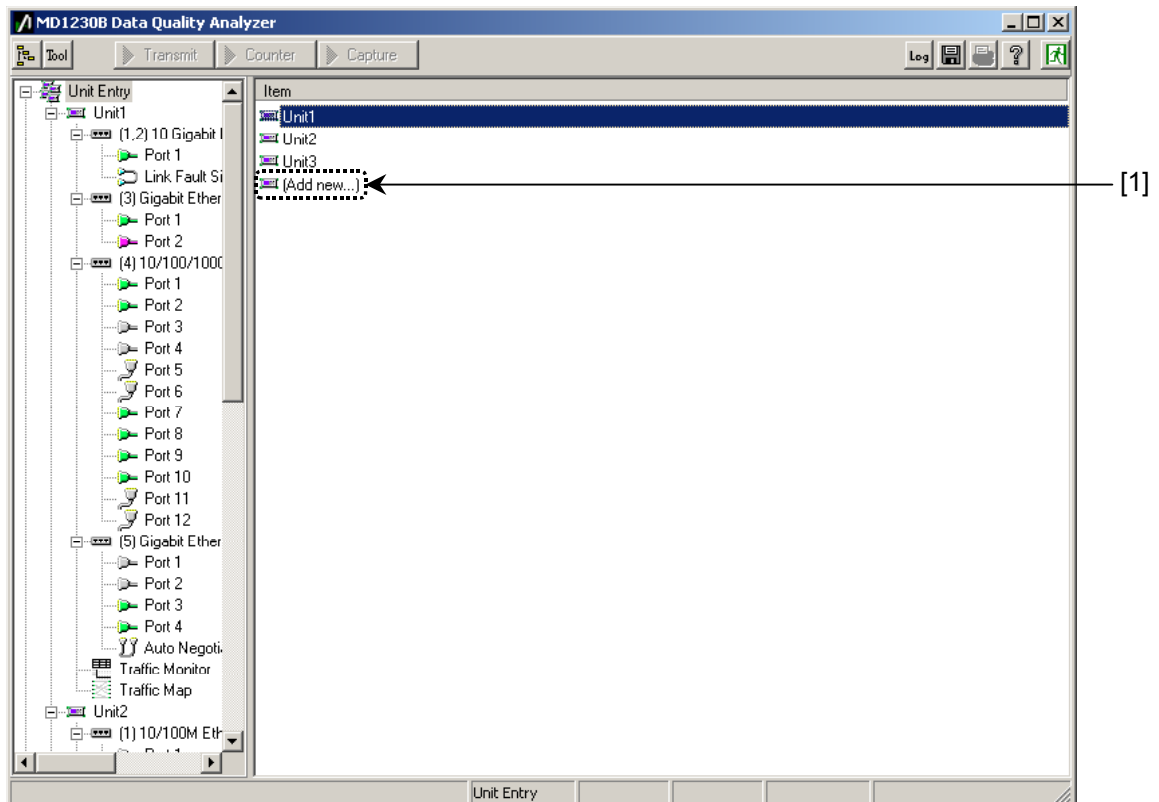 MD1230B Data Quality Analyzer
Tool Transmit Counter Capture Log
Unit Entry
Unit1
(1,2) 10 Gigabit
Port 1
Link Fault Si
(3) Gigabit Ether
Port 1
Port 2
(4) 10/100/1000
Port 1
Port 2
Port 3
Port 4
Port 5
Port 6
Port 7
Port 8
Port 9
Port 10
Port 11
Port 12
(5) Gigabit Ether
Port 1
Port 2
Port 3
Port 4
Auto Negoti
Traffic Monitor
Traffic Map
Unit2
(1) 10/100M Eth
Port 1
Item
Unit1
Unit2
Unit3
(Add new...)
[1]
Unit Entry